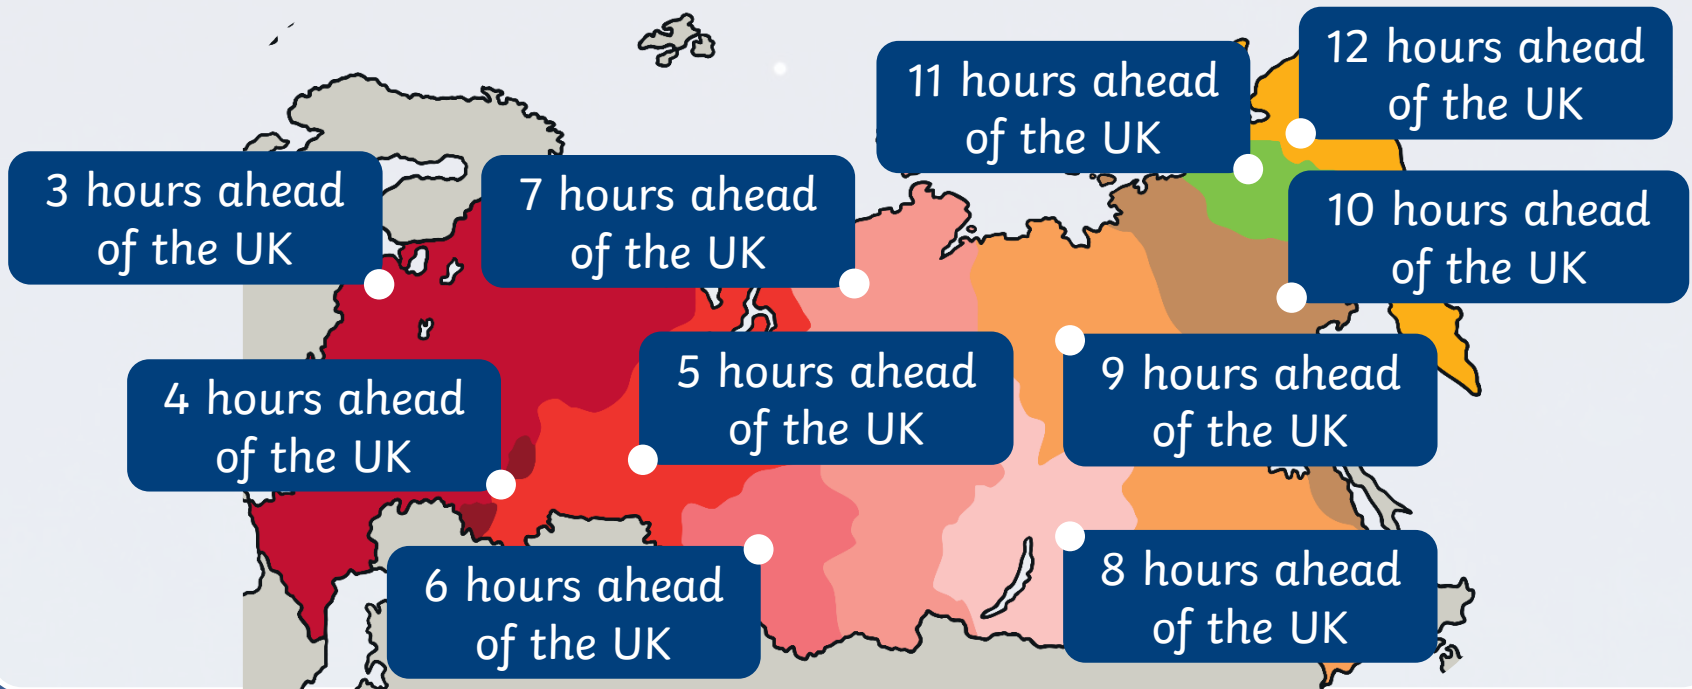 12 hours ahead
of the UK
11 hours ahead
of the UK
3 hours ahead
of the UK
7 hours ahead
of the UK
10 hours ahead
of the UK
5 hours ahead
of the UK
9 hours ahead
of the UK
4 hours ahead
of the UK
6 hours ahead
of the UK
8 hours ahead
of the UK